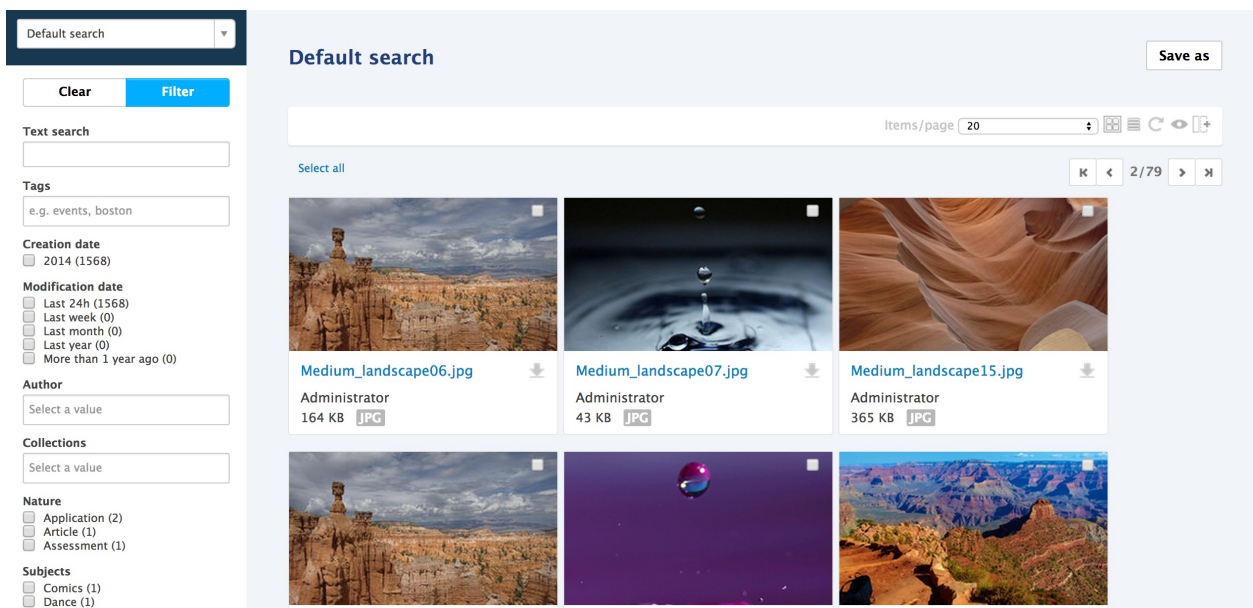 Default search
Clear
Filter
Text search
Tags
e.g. events, boston
Creation date
2014 (1568)
Modification date
Last 24h (1568)
Last week (0)
Last month (0)
Last year (0)
More than 1 year ago (0)
Author
Select a value
Collections
Select a value
Nature
Application (2)
Article (1)
Assessment (1)
Subjects
Comics (1)
Dance (1)
Default search
Save as
Items/page 20
Select all
2/79
Medium_landscape06.jpg
Administrator
164 KB JPG
Medium_landscape07.jpg
Administrator
43 KB JPG
Medium_landscape15.jpg
Administrator
365 KB JPG